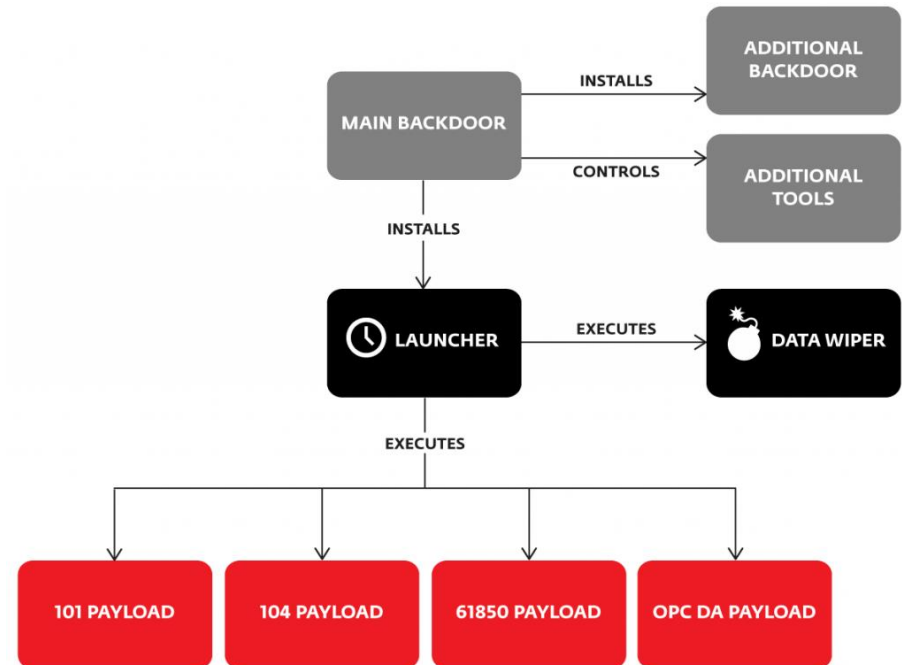 ADDITIONAL
BACKDOOR
INSTALLS
MAIN BACKDOOR
CONTROLS
ADDITIONAL
TOOLS
INSTALLS
LAUNCHER
EXECUTES
DATA WIPER
EXECUTES
101 PAYLOAD
104 PAYLOAD
61850 PAYLOAD
OPC DA PAYLOAD